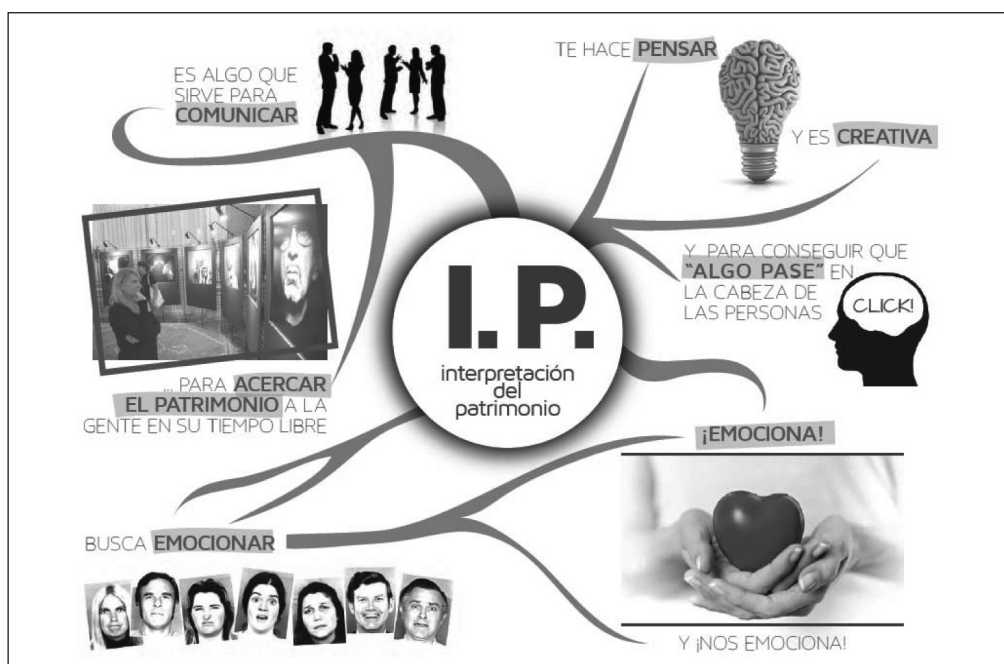 ES ALGO QUE
SIRVE PARA
COMUNICAR
... PARA ACERCAR
EL PATRIMONIO A LA
GENTE EN SU TIEMPO LIBRE
BUSCA EMOCIONAR
I. P.
interpretación
del
patrimonio
TE HACE PENSAR
Y ES CREATIVA
Y PARA CONSEGUIR QUE
"ALGO PASE" EN
LA CABEZA DE
LAS PERSONAS
CLICK!
¡EMOCIONA!
Y ¡NOS EMOCIONA!